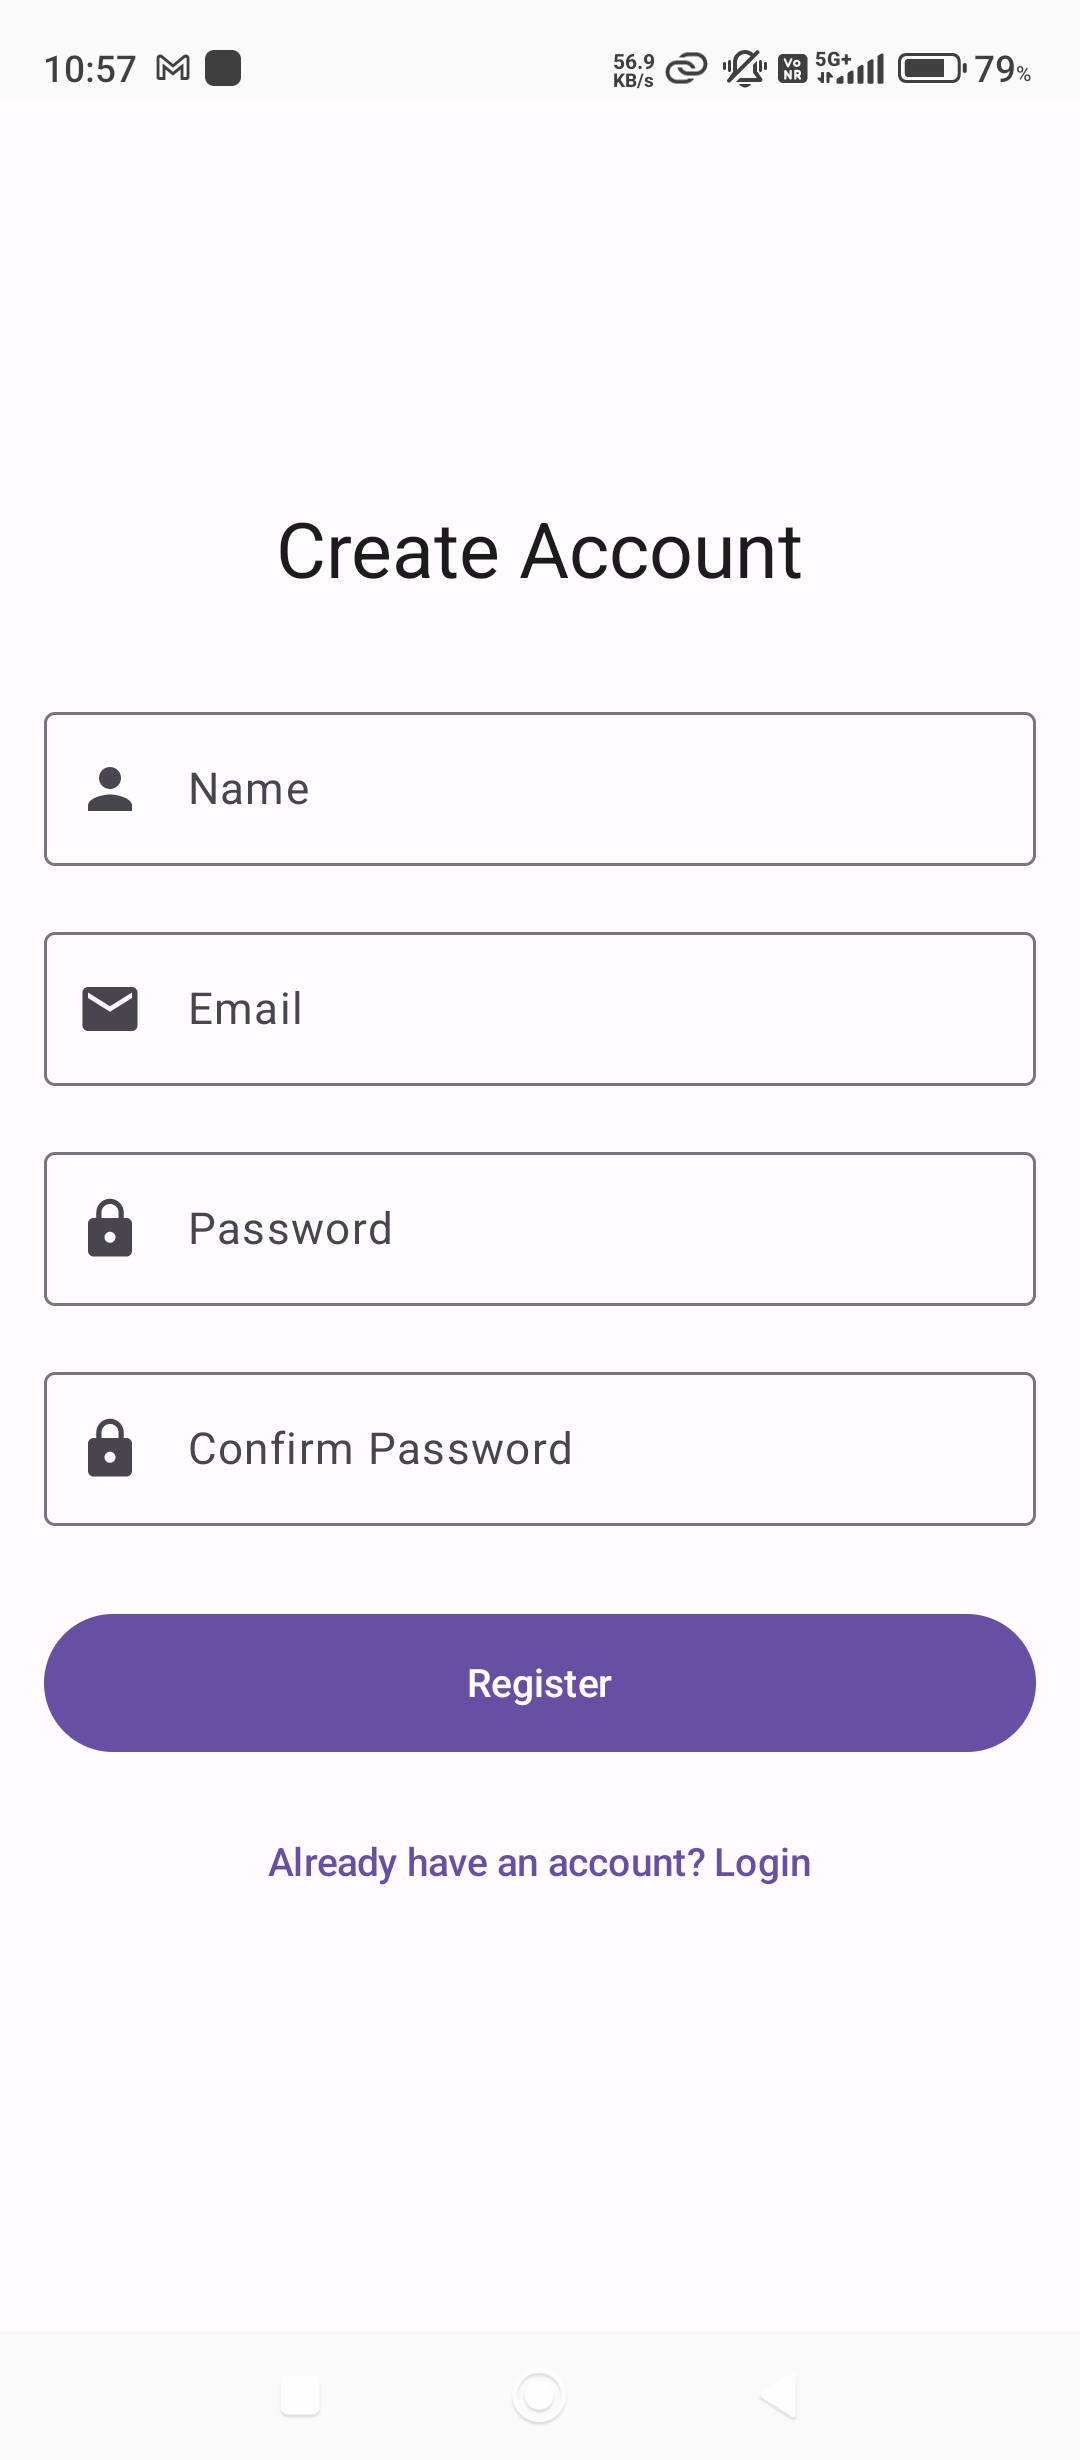 10:57 56.9 KB/s Vo NR 5G+ 79%
Create Account
Name
Email
Password
Confirm Password
Register
Already have an account? Login